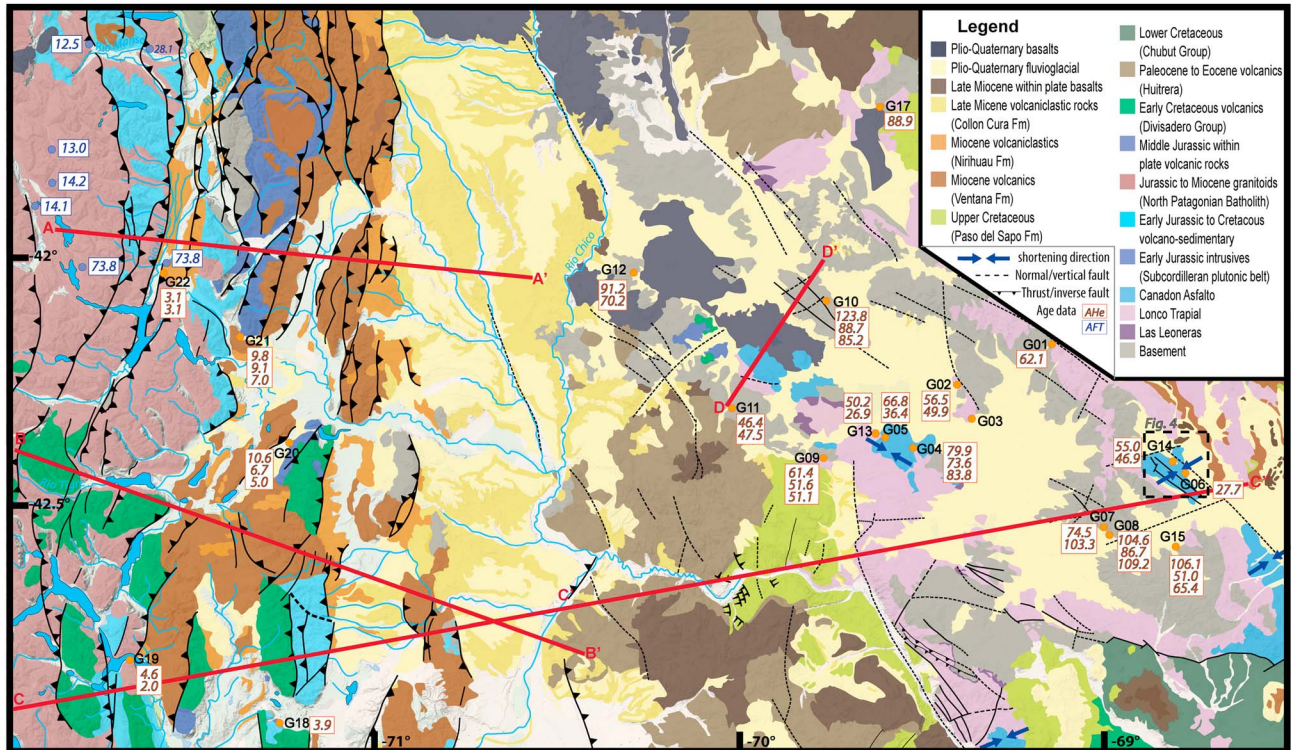 Legend
Plio-Quaternary basalts
Plio-Quaternary fluvioglacial
Late Miocene within plate basalts
Late Micene volcaniclastic rocks
(Collon Cura Fm)
Miocene volcaniclastics
(Nirihuau Fm)
Miocene volcanics
(Ventana Fm)
Upper Cretaceous
(Paso del Sapo Fm)
Lower Cretaceous
(Chubut Group)
Paleocene to Eocene volcanics
(Huitrera)
Early Cretaceous volcanics
(Divisadero Group)
Middle Jurassic within
plate volcanic rocks
Jurassic to Miocene granitoids
(North Patagonian Batholith)
Early Jurassic to Cretacous
volcano-sedimentary
Early Jurassic intrusives
(Subcordilleran plutonic belt)
Canadon Asfalto
Lonco Trapial
Las Leoneras
Basement
shortening direction
Normal/vertical fault
Thrust/inverse fault
Age data
AHe
AFT
12.5
28.1
13.0
14.2
14.1
73.8
73.8
A
A'
-42°
G22
3.1
3.1
G21
9.8
9.1
7.0
G20
10.6
6.7
5.0
B
B'
-42.5°
G19
4.6
2.0
C
G18
3.9
-71°
Rio Chico
G12
91.2
70.2
G17
88.9
D'
G10
123.8
88.7
85.2
G01
62.1
D
G11
46.4
47.5
G02
56.5
49.9
G03
50.2
26.9
66.8
36.4
G13
G05
G04
79.9
73.6
83.8
G09
61.4
51.6
51.1
Fig. 4
55.0
46.9
G14
G06
27.7
C'
G07
74.5
103.3
G08
104.6
86.7
109.2
G15
106.1
51.0
65.4
C
-70°
-69°